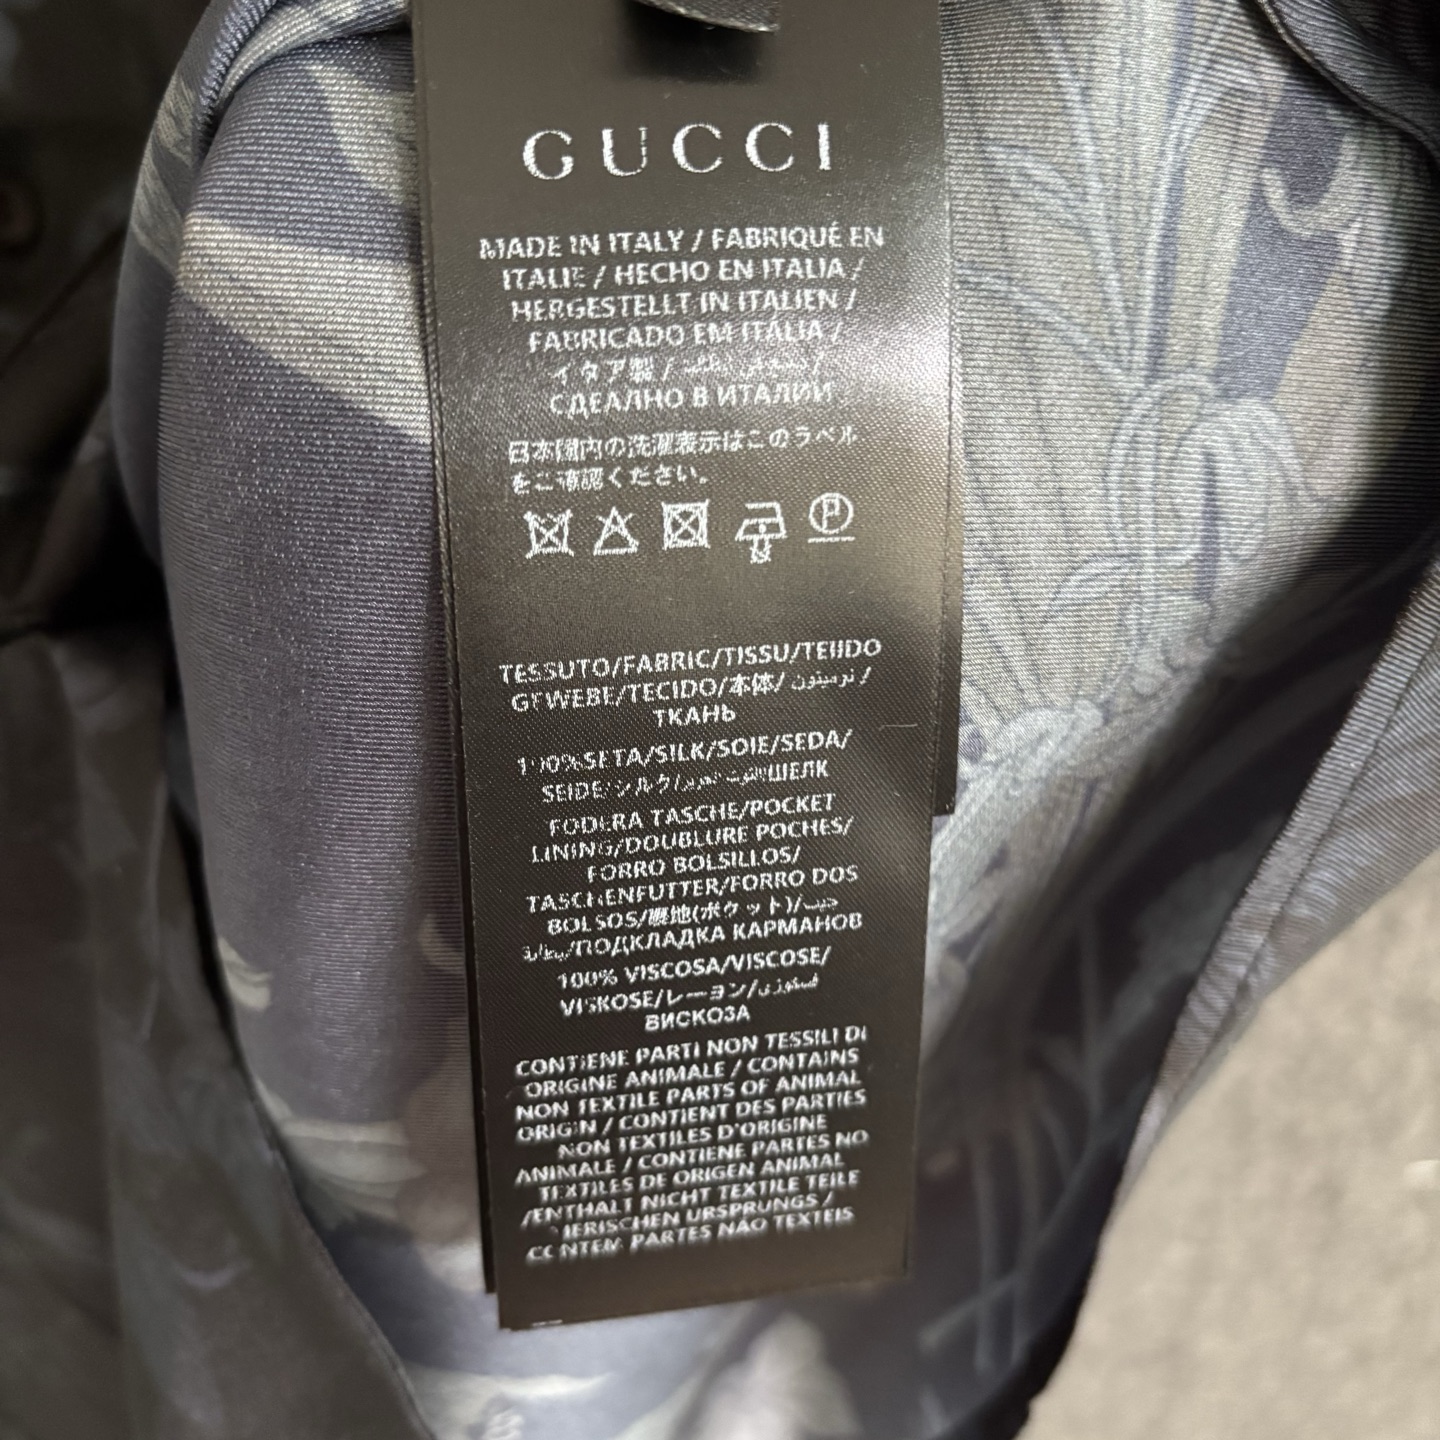 GUCCI
MADE IN ITALY / FABRIQUÉ EN
ITALIE / HECHO EN ITALIA /
HERGESTELLT IN ITALIEN /
FABRICADO EM ITÁLIA /
イタア製 / /
СДЕЛАНО В ИТАЛИИ
日本国内の洗濯表示はこのラベル
をご確認ください。
P
TESSUTO/FABRIC/TISSU/TEJIDO
GEWEBE/TECIDO/本体/ /
ТКАНЬ
100%SETA/SILK/SOIE/SEDA/
SEIDE/シルク/ ШЕЛК
FODERA TASCHE/POCKET
LINING/DOUBLURE POCHES/
FORRO BOLSILLOS/
TASCHENFUTTER/FORRO DOS
BOLSOS/裏地(ポケット)/
/ПОДКЛАДКА КАРМАНОВ
100% VISCOSA/VISCOSE/
VISKOSE/レーヨン/فسكوزي/
ВИСКОЗА
CONTIENE PARTI NON TESSILI DI
ORIGINE ANIMALE / CONTAINS
NON TEXTILE PARTS OF ANIMAL
ORIGIN / CONTIENT DES PARTIES
NON TEXTILES D'ORIGINE
ANIMALE / CONTIENE PARTES NO
TEXTILES DE ORIGEN ANIMAL
/ENTHALT NICHT TEXTILE TEILE
TIERISCHEN URSPRUNGS /
CONTEM PARTES NÃO TEXTEIS